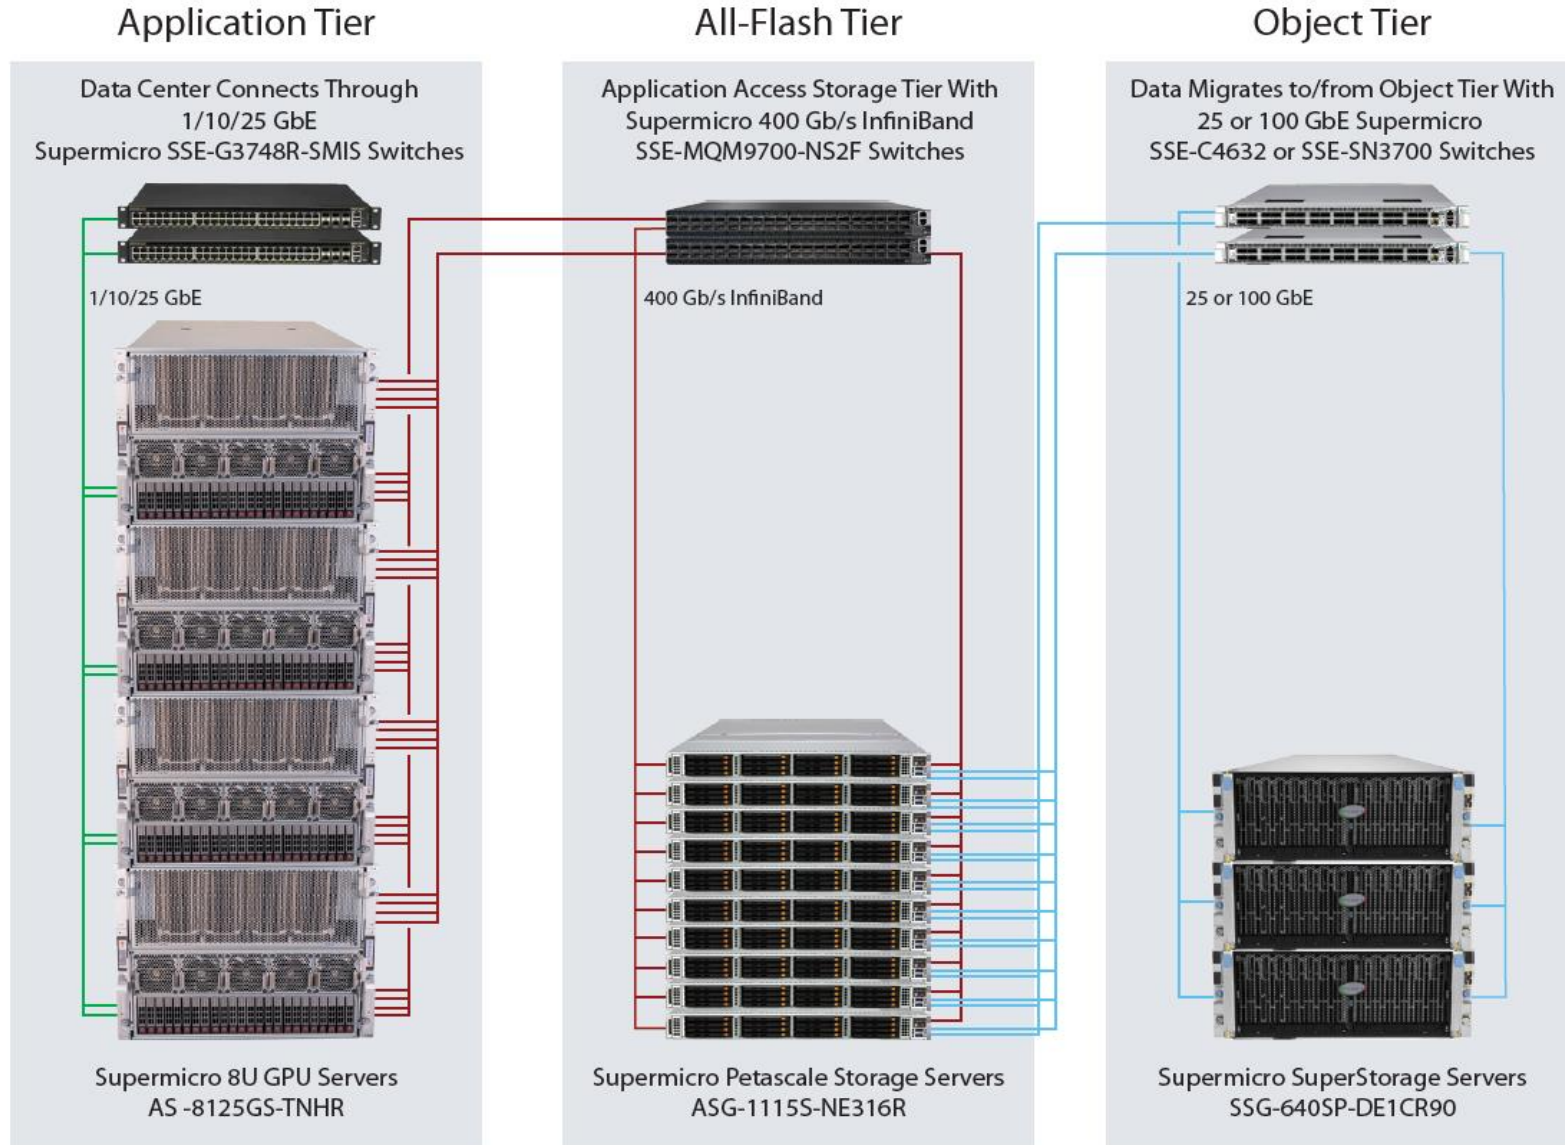 Application Tier
Data Center Connects Through
1/10/25 GbE
Supermicro SSE-G3748R-SMIS Switches
1/10/25 GbE
Supermicro 8U GPU Servers
AS -8125GS-TNHR
All-Flash Tier
Application Access Storage Tier With
Supermicro 400 Gb/s InfiniBand
SSE-MQM9700-NS2F Switches
400 Gb/s InfiniBand
Supermicro Petascale Storage Servers
ASG-1115S-NE316R
Object Tier
Data Migrates to/from Object Tier With
25 or 100 GbE Supermicro
SSE-C4632 or SSE-SN3700 Switches
25 or 100 GbE
Supermicro SuperStorage Servers
SSG-640SP-DE1CR90